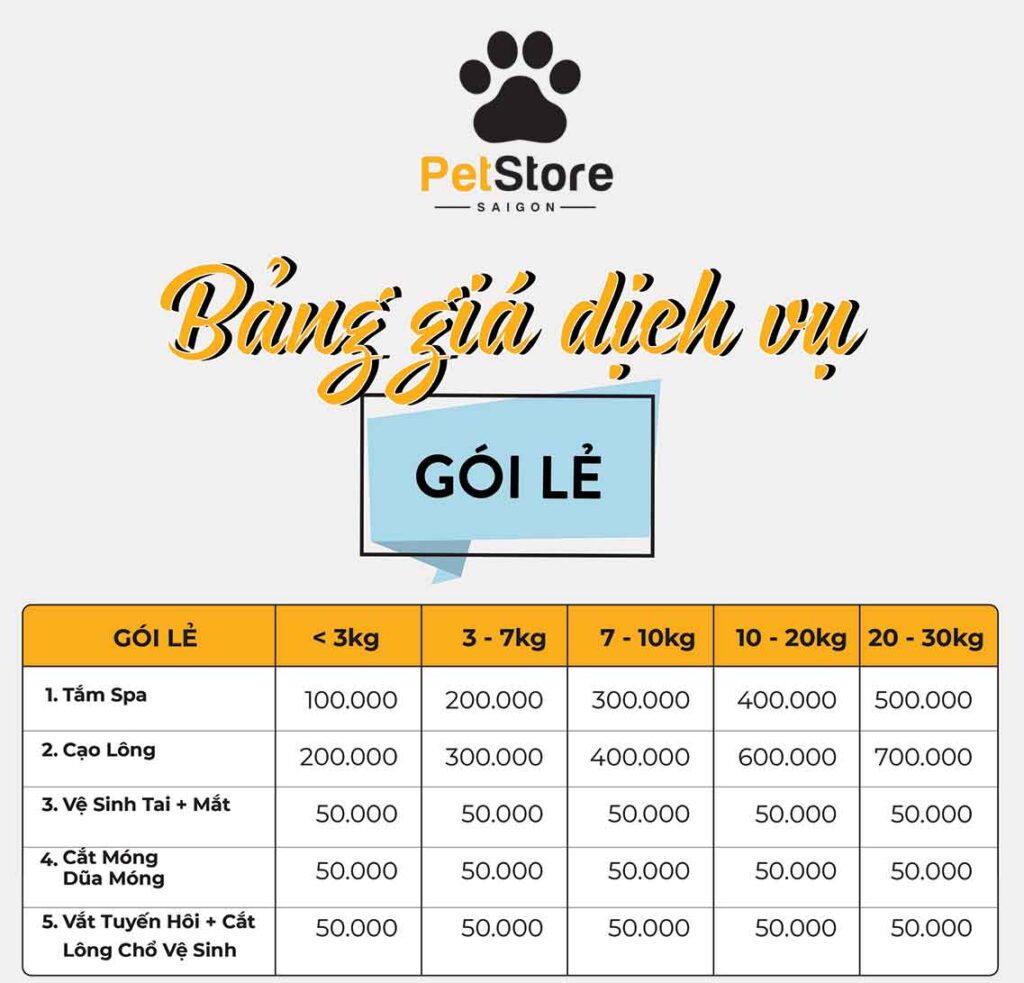 PetStore
SAIGON
Bảng giá dịch vụ
GÓI LẺ
GÓI LẺ < 3kg 3 - 7kg 7 - 10kg 10 - 20kg 20 - 30kg
1. Tắm Spa 100.000 200.000 300.000 400.000 500.000
2. Cạo Lông 200.000 300.000 400.000 600.000 700.000
3. Vệ Sinh Tai + Mắt 50.000 50.000 50.000 50.000 50.000
4. Cắt Móng
Dũa Móng 50.000 50.000 50.000 50.000 50.000
5. Vắt Tuyến Hôi + Cắt
Lông Chổ Vệ Sinh 50.000 50.000 50.000 50.000 50.000